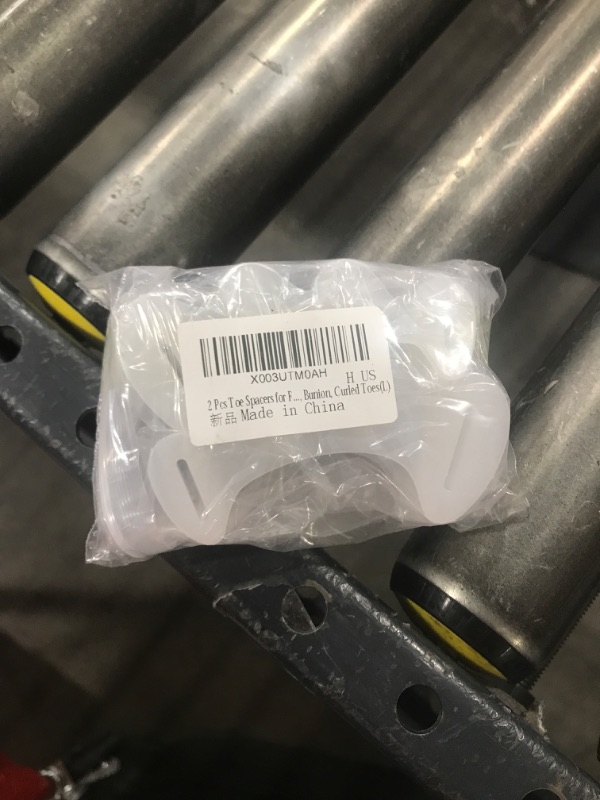 X003UTM0AH
H US
2 Pcs Toe Spacers for F..., Bunion, Curled Toes(L)
新品 Made in China